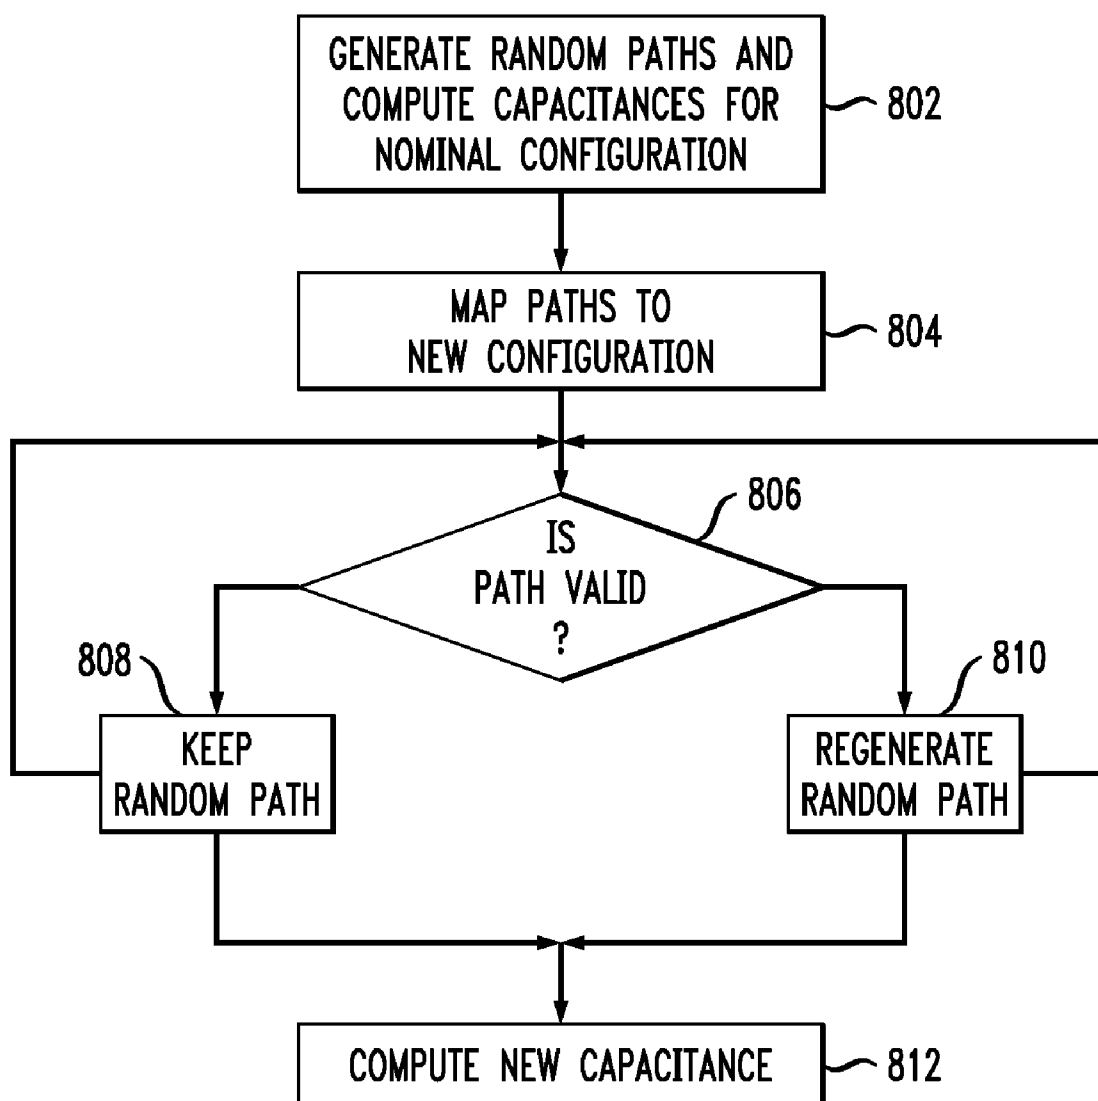 GENERATE RANDOM PATHS AND
COMPUTE CAPACITANCES FOR
NOMINAL CONFIGURATION
802
MAP PATHS TO
NEW CONFIGURATION
804
806
IS
PATH VALID
?
808
KEEP
RANDOM PATH
810
REGENERATE
RANDOM PATH
COMPUTE NEW CAPACITANCE
812